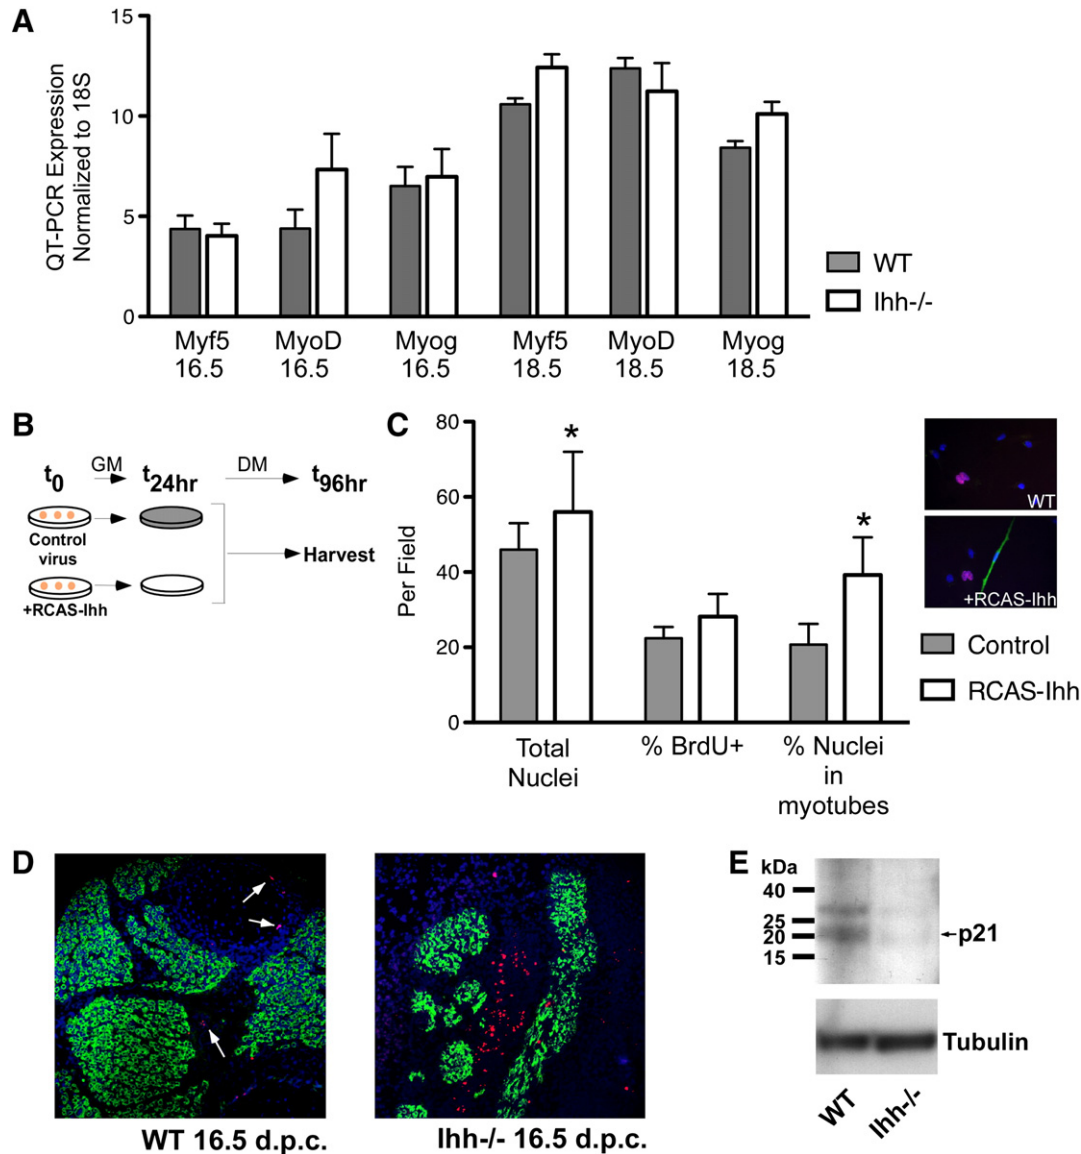 A
QT-PCR Expression
Normalized to 18S
15
10
5
0
Myf5 MyoD Myog Myf5 MyoD Myog
16.5 16.5 16.5 18.5 18.5 18.5
WT
Ihh-/-
B
t0 GM t24hr DM t96hr
Control
virus
Harvest
+RCAS-Ihh
C
Per Field
80
60
40
20
0
* *
Total
Nuclei
% BrdU+
% Nuclei
in
myotubes
WT
+RCAS-Ihh
Control
RCAS-Ihh
D
WT 16.5 d.p.c.
Ihh-/- 16.5 d.p.c.
E
kDa
40
25
20
15
p21
Tubulin
WT
Ihh-/-